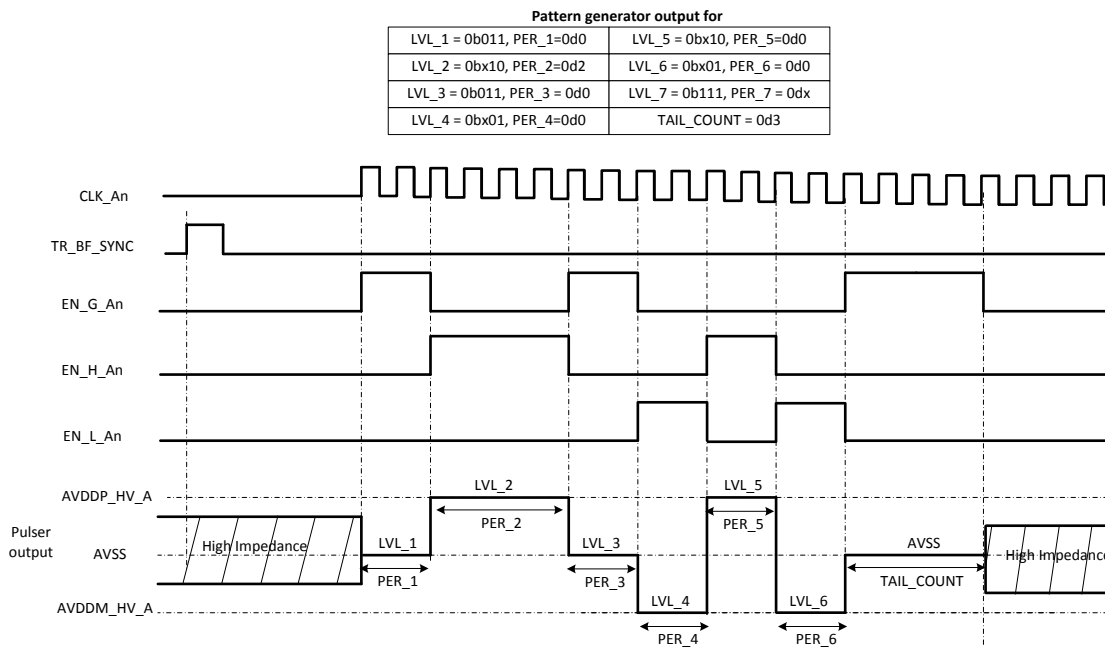 Pattern generator output for
LVL_1 = 0b011, PER_1=0d0
LVL_5 = 0bx10, PER_5=0d0
LVL_2 = 0bx10, PER_2=0d2
LVL_6 = 0bx01, PER_6 = 0d0
LVL_3 = 0b011, PER_3 = 0d0
LVL_7 = 0b111, PER_7 = 0dx
LVL_4 = 0bx01, PER_4=0d0
TAIL_COUNT = 0d3
CLK_An
TR_BF_SYNC
EN_G_An
EN_H_An
EN_L_An
AVDDP_HV_A
LVL_2
LVL_5
PER_2
PER_5
Pulser
output
AVSS
High Impedance
LVL_1
LVL_3
AVSS
High Impedance
PER_1
PER_3
TAIL_COUNT
AVDDM_HV_A
LVL_4
LVL_6
PER_4
PER_6